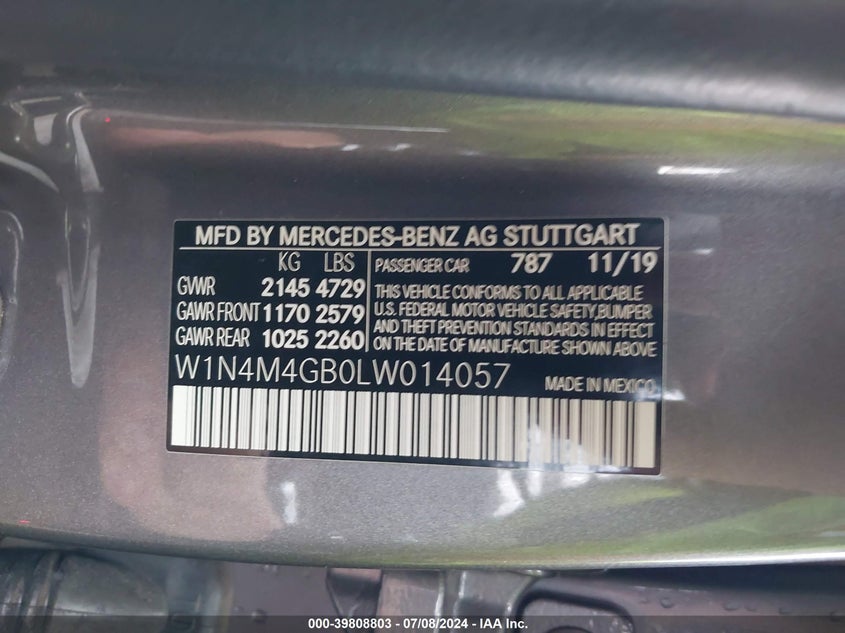 MFD BY MERCEDES-BENZ AG STUTTGART
KG LBS
GVWR 2145 4729
GAWR FRONT 1170 2579
GAWR REAR 1025 2260
PASSENGER CAR 787 11/19
THIS VEHICLE CONFORMS TO ALL APPLICABLE
U.S. FEDERAL MOTOR VEHICLE SAFETY,BUMPER
AND THEFT PREVENTION STANDARDS IN EFFECT
ON THE DATE OF MANUFACTURE SHOWN ABOVE
W1N4M4GB0LW014057
MADE IN MEXICO
000-39808803 - 07/08/2024 - IAA Inc.